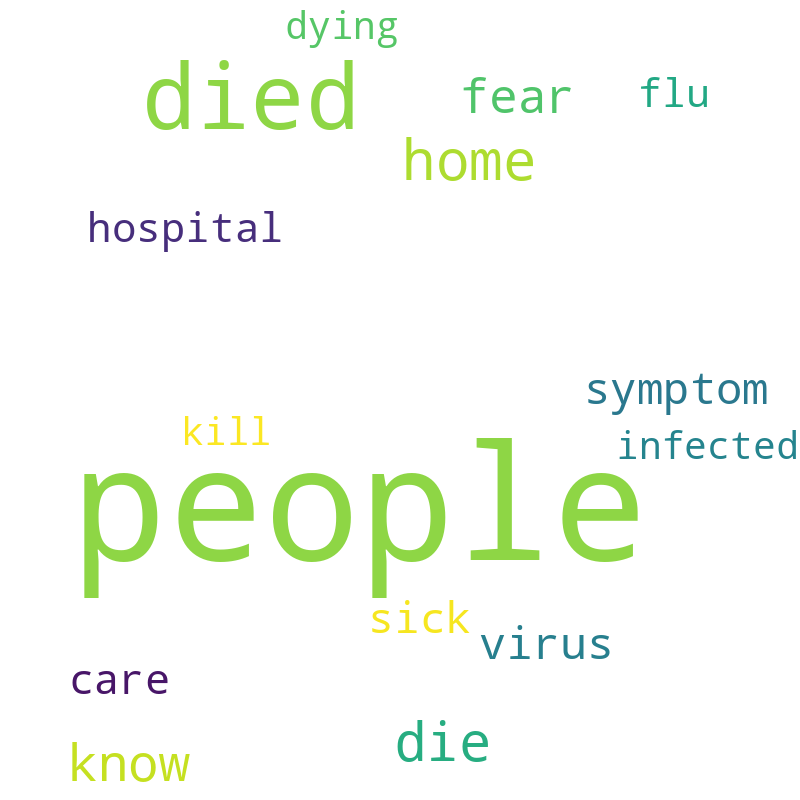 dying
died
fear
flu
home
hospital
symptom
kill
infected
people
sick
virus
care
die
know